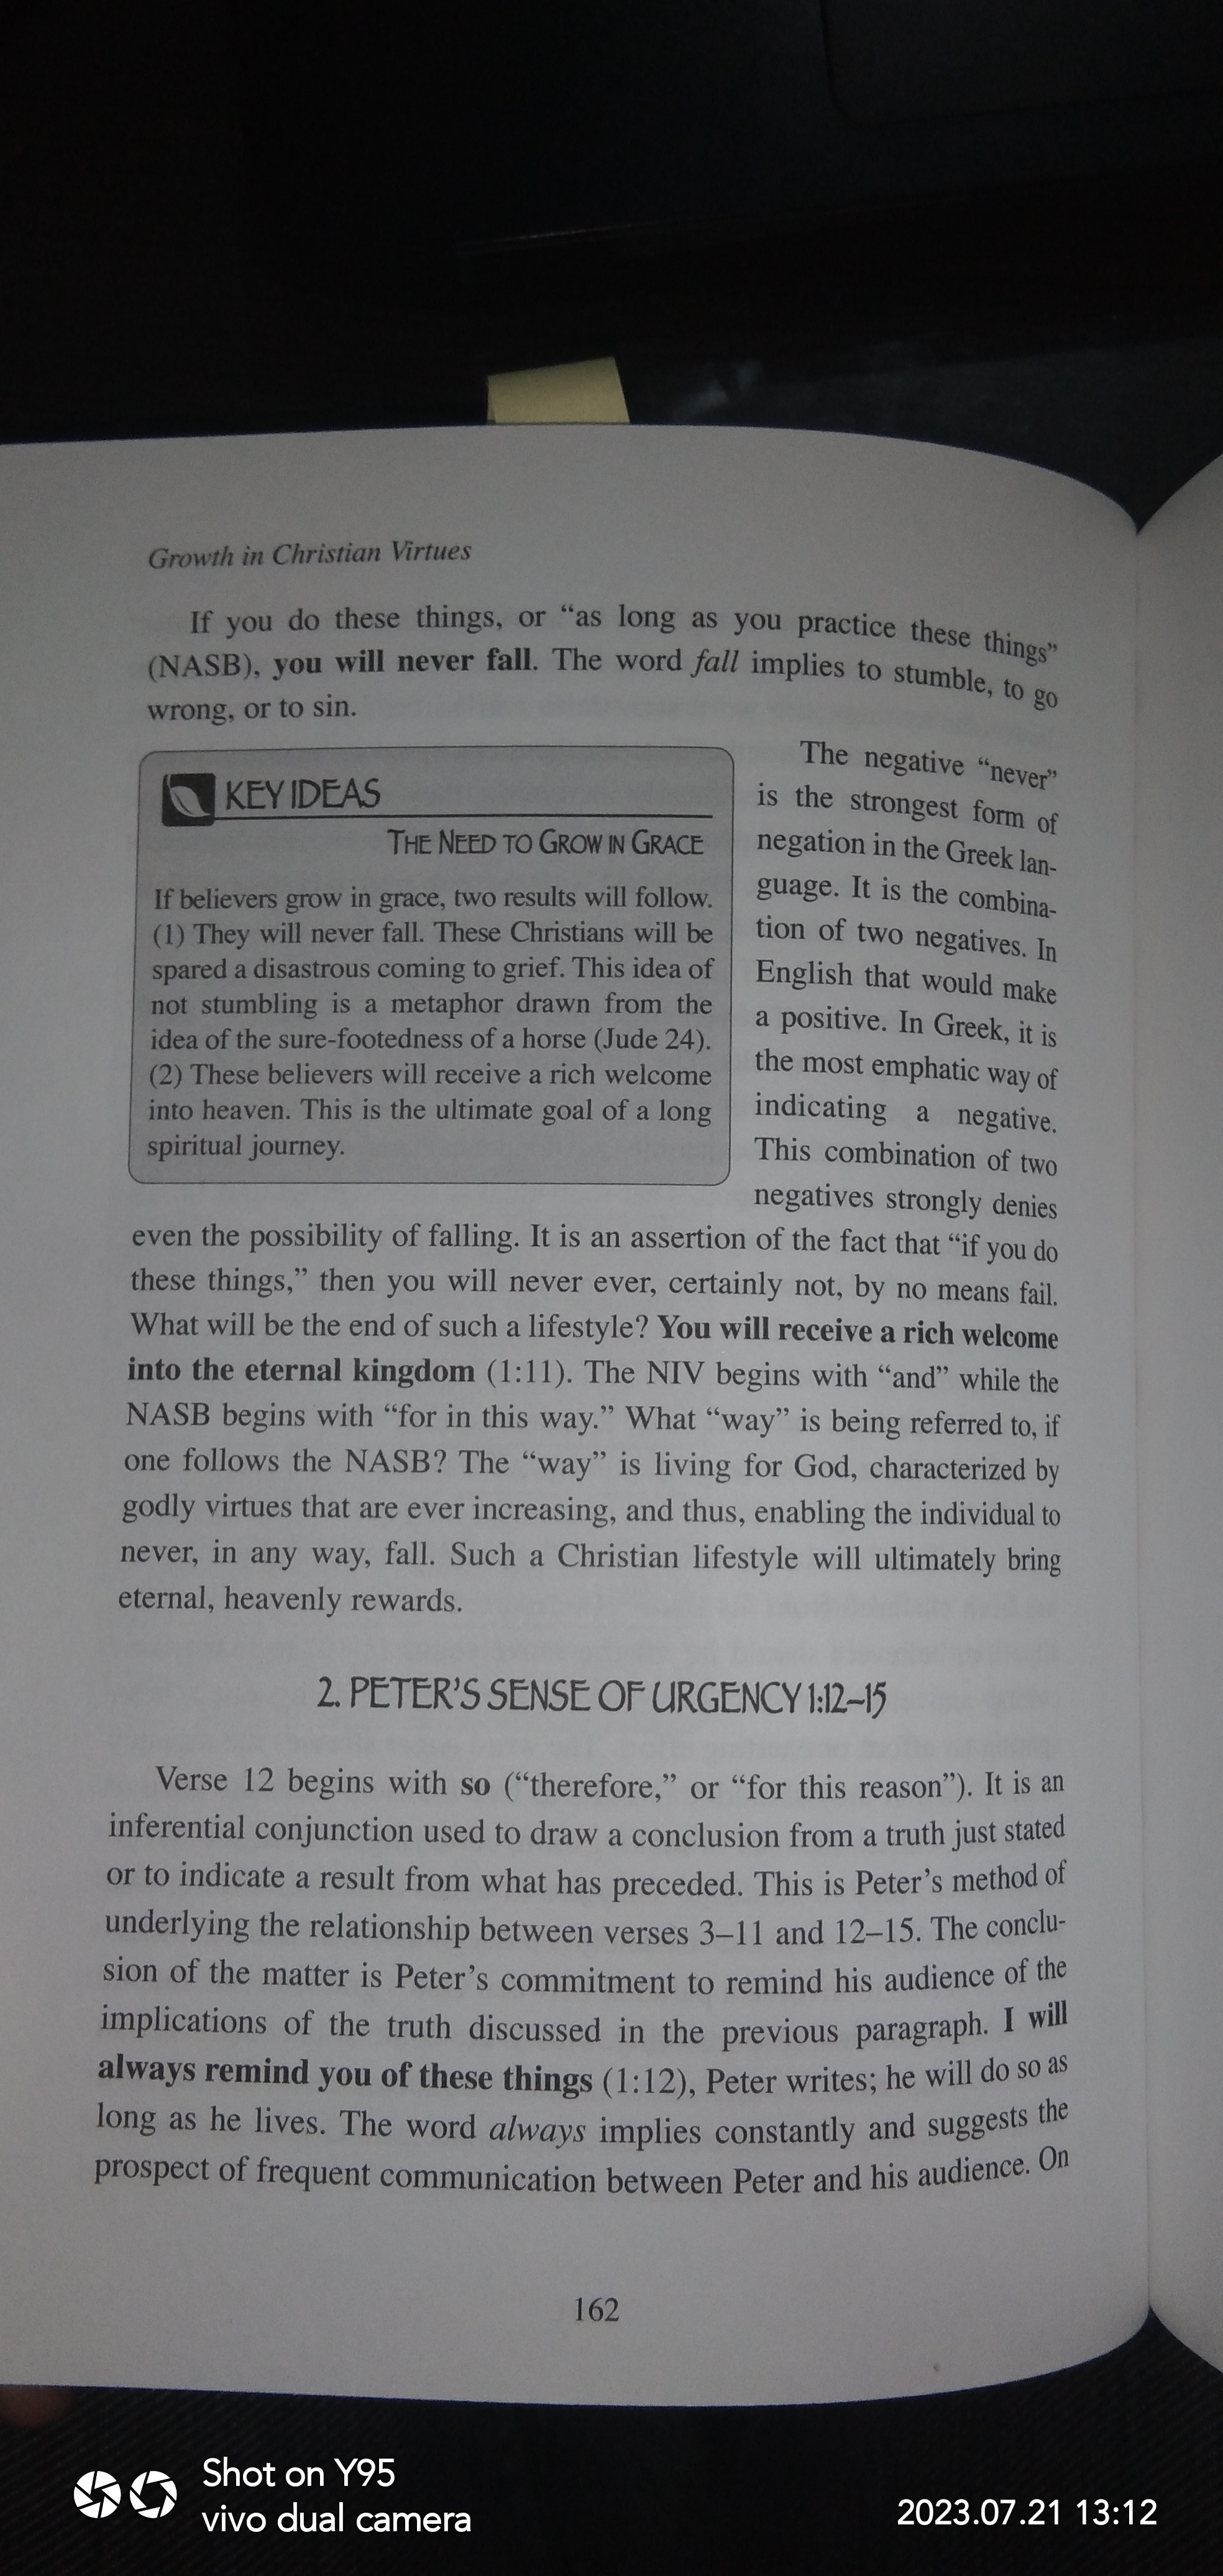 Growth in Christian Virtues
If you do these things, or “as long as you practice these things”
(NASB), you will never fall. The word fall implies to stumble, to go
wrong, or to sin.
KEY IDEAS
THE NEED TO GROW IN GRACE
If believers grow in grace, two results will follow.
(1) They will never fall. These Christians will be
spared a disastrous coming to grief. This idea of
not stumbling is a metaphor drawn from the
idea of the sure-footedness of a horse (Jude 24).
(2) These believers will receive a rich welcome
into heaven. This is the ultimate goal of a long
spiritual journey.
The negative “never”
is the strongest form of
negation in the Greek lan-
guage. It is the combina-
tion of two negatives. In
English that would make
a positive. In Greek, it is
the most emphatic way of
indicating a negative.
This combination of two
negatives strongly denies
even the possibility of falling. It is an assertion of the fact that “if you do
these things,” then you will never ever, certainly not, by no means fail.
What will be the end of such a lifestyle? You will receive a rich welcome
into the eternal kingdom (1:11). The NIV begins with “and” while the
NASB begins with “for in this way.” What “way” is being referred to, if
one follows the NASB? The “way” is living for God, characterized by
godly virtues that are ever increasing, and thus, enabling the individual to
never, in any way, fall. Such a Christian lifestyle will ultimately bring
eternal, heavenly rewards.
2. PETER’S SENSE OF URGENCY 1:12–15
Verse 12 begins with so (“therefore,” or “for this reason”). It is an
inferential conjunction used to draw a conclusion from a truth just stated
or to indicate a result from what has preceded. This is Peter’s method of
underlying the relationship between verses 3–11 and 12–15. The conclu-
sion of the matter is Peter’s commitment to remind his audience of the
implications of the truth discussed in the previous paragraph. I will
always remind you of these things (1:12), Peter writes; he will do so as
long as he lives. The word always implies constantly and suggests the
prospect of frequent communication between Peter and his audience. On
162
Shot on Y95
vivo dual camera
2023.07.21 13:12